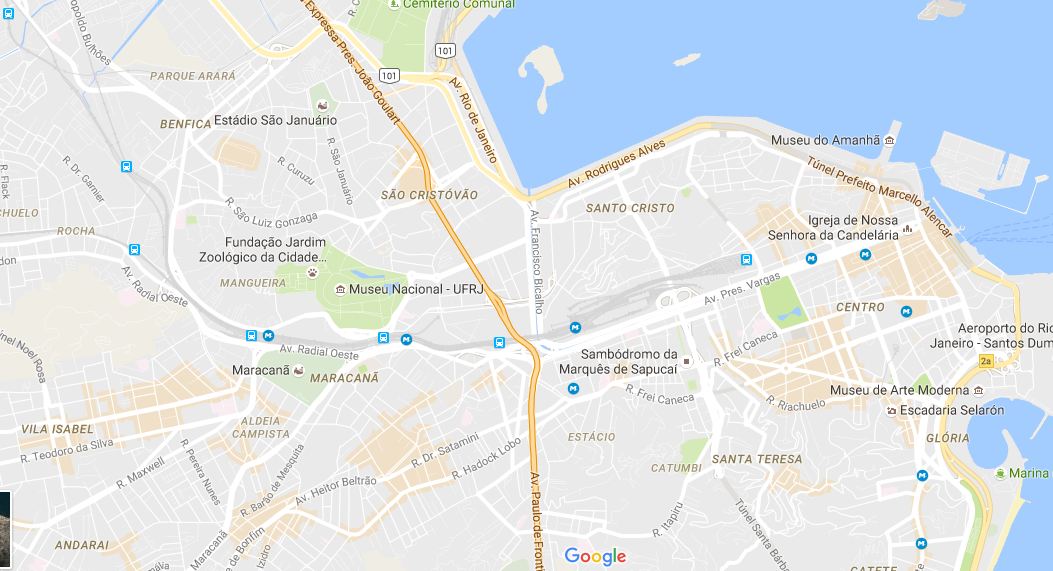 Cemitério Comunal
Leopoldo Bulhões
Expressa Pres. João Goulart
101
101
PARQUE ARARÁ
Av. Rio de Janeiro
Estádio São Januário
BENFICA
Museu do Amanhã
Av. Rodrigues Alves
Túnel Prefeito Marcello Alencar
R. Dr. Garnier
R. Flack
R. Curuzu
R. São Januário
SÃO CRISTÓVÃO
SANTO CRISTO
R. São Luiz Gonzaga
CHUELO
ROCHA
Igreja de Nossa
Senhora da Candelária
Av. Francisco Bicalho
Fundação Jardim
Zoológico da Cidade...
MANGUEIRA
Museu Nacional - UFRJ
Av. Radial Oeste
Av. Pres. Vargas
CENTRO
Aeroporto do Rio
Janeiro - Santos Dum
2a
R. Frei Caneca
Av. Radial Oeste
Sambódromo da
Marquês de Sapucaí
Maracanã
MARACANÃ
Noel Rosa
Museu de Arte Moderna
R. Frei Caneca
R. Riachuelo
Escadaria Selarón
VILA ISABEL
ALDEIA
CAMPISTA
ESTÁCIO
GLÓRIA
R. Teodoro da Silva
R. Dr. Satamini
R. Hadock Lobo
CATUMBI
SANTA TERESA
Marina
R. Maxwell
R. Pereira Nunes
R. Barão de Mesquita
Av. Heitor Beltrão
Av. Paulo de Fronti
R. Itapiru
Túnel Santa Bárb
ANDARAI
Maracanã
de Bonfim
Izidro
Google
CATETE